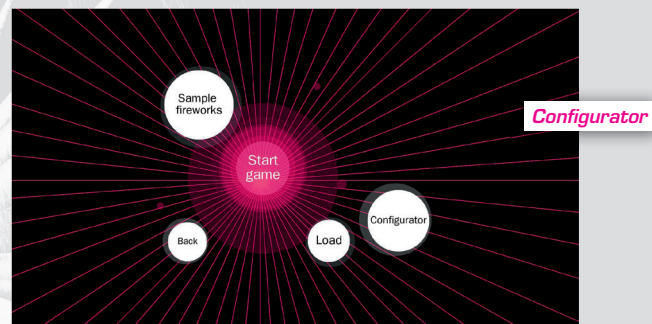 Sample
fireworks
Configurator
Start
game
Configurator
Back
Load